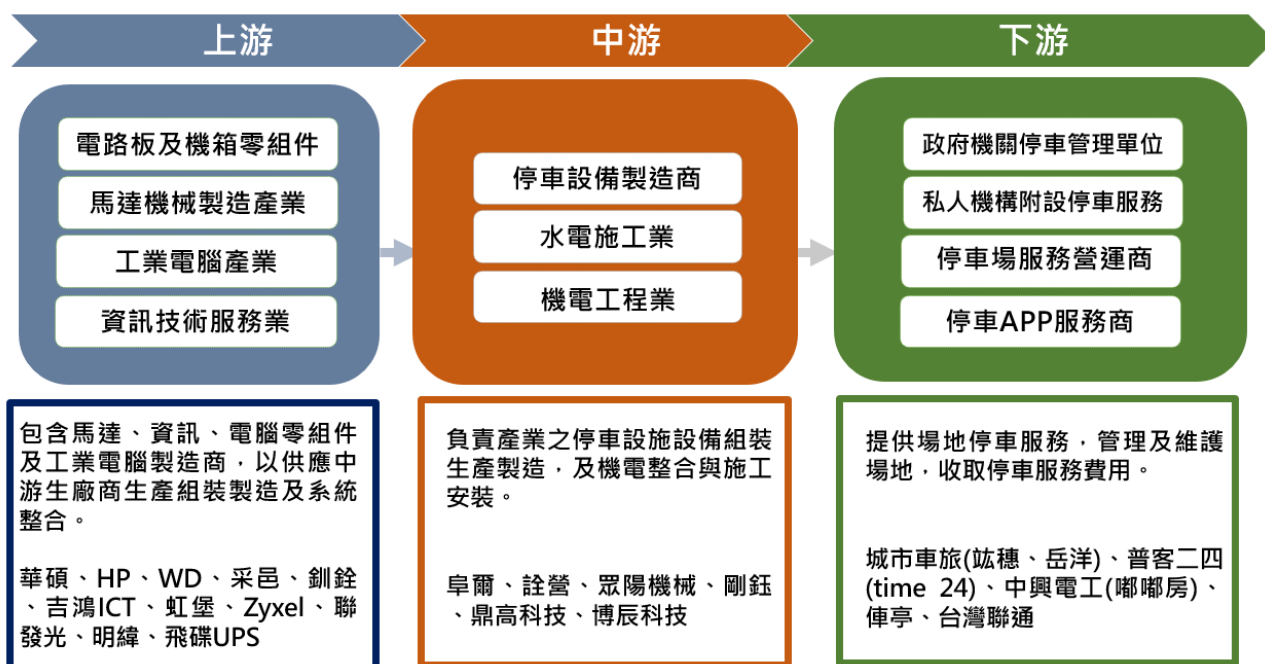 上游
中游
下游
電路板及機箱零組件
馬達機械製造產業
工業電腦產業
資訊技術服務業
停車設備製造商
水電施工業
機電工程業
政府機關停車管理單位
私人機構附設停車服務
停車場服務營運商
停車APP服務商
包含馬達、資訊、電腦零組件
及工業電腦製造商，以供應中
游生廠商生產組裝製造及系統
整合。
華碩、HP、WD、采邑、釧銓
、吉鴻ICT、虹堡、Zyxel、聯
發光、明緯、飛碟UPS
負責產業之停車設施設備組裝
生產製造，及機電整合與施工
安裝。
阜爾、詮營、眾陽機械、剛鈺
、鼎高科技、博辰科技
提供場地停車服務，管理及維護
場地，收取停車服務費用。
城市車旅(竑穗、岳洋)、普客二四
(time 24)、中興電工(嘟嘟房)、
俥亭、台灣聯通